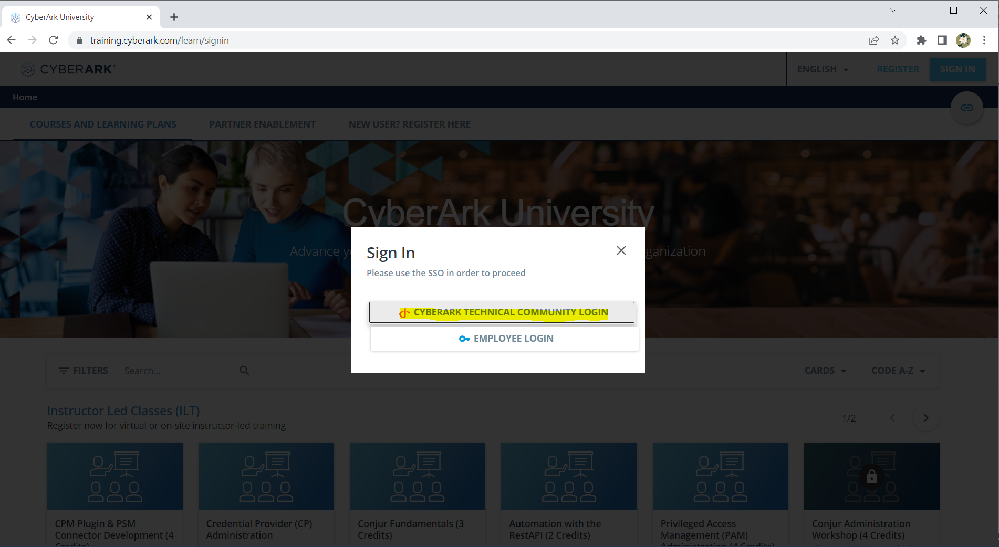 CyberArk University
training.cyberark.com/learn/signin
CYBERARK®
ENGLISH
REGISTER
SIGN IN
Home
COURSES AND LEARNING PLANS
PARTNER ENABLEMENT
NEW USER? REGISTER HERE
CyberArk University
Advance
ganization
Sign In
Please use the SSO in order to proceed
CYBERARK TECHNICAL COMMUNITY LOGIN
EMPLOYEE LOGIN
FILTERS
Search...
CARDS
CODE A-Z
Instructor Led Classes (ILT)
Register now for virtual or on-site instructor-led training
1/2
CPM Plugin & PSM
Connector Development (4
Credits)
Credential Provider (CP)
Administration
Conjur Fundamentals (3
Credits)
Automation with the
RestAPI (2 Credits)
Privileged Access
Management (PAM)
Administration (4 Credits)
Conjur Administration
Workshop (4 Credits)